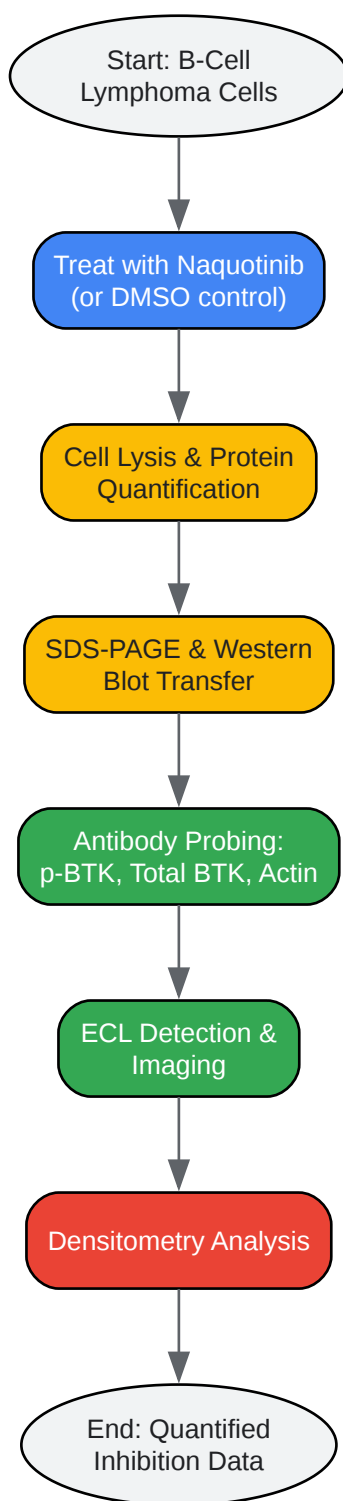 Start: B-Cell
Lymphoma Cells
Treat with Naquotinib
(or DMSO control)
Cell Lysis & Protein
Quantification
SDS-PAGE & Western
Blot Transfer
Antibody Probing:
p-BTK, Total BTK, Actin
ECL Detection &
Imaging
Densitometry Analysis
End: Quantified
Inhibition Data